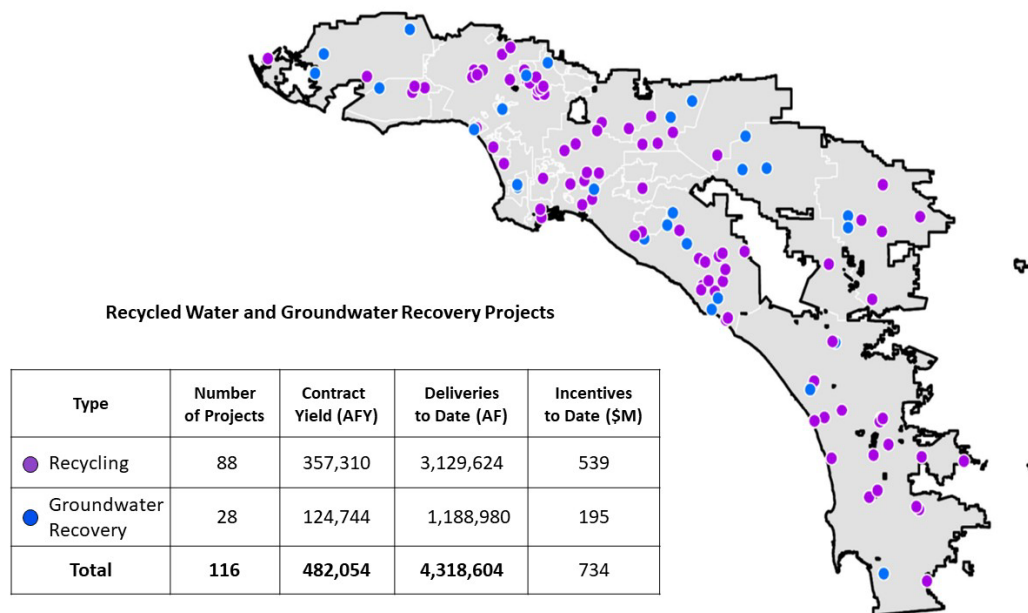 Recycled Water and Groundwater Recovery Projects
Type Number of Projects Contract Yield (AFY) Deliveries to Date (AF) Incentives to Date ($M)
Recycling 88 357,310 3,129,624 539
Groundwater Recovery 28 124,744 1,188,980 195
Total 116 482,054 4,318,604 734